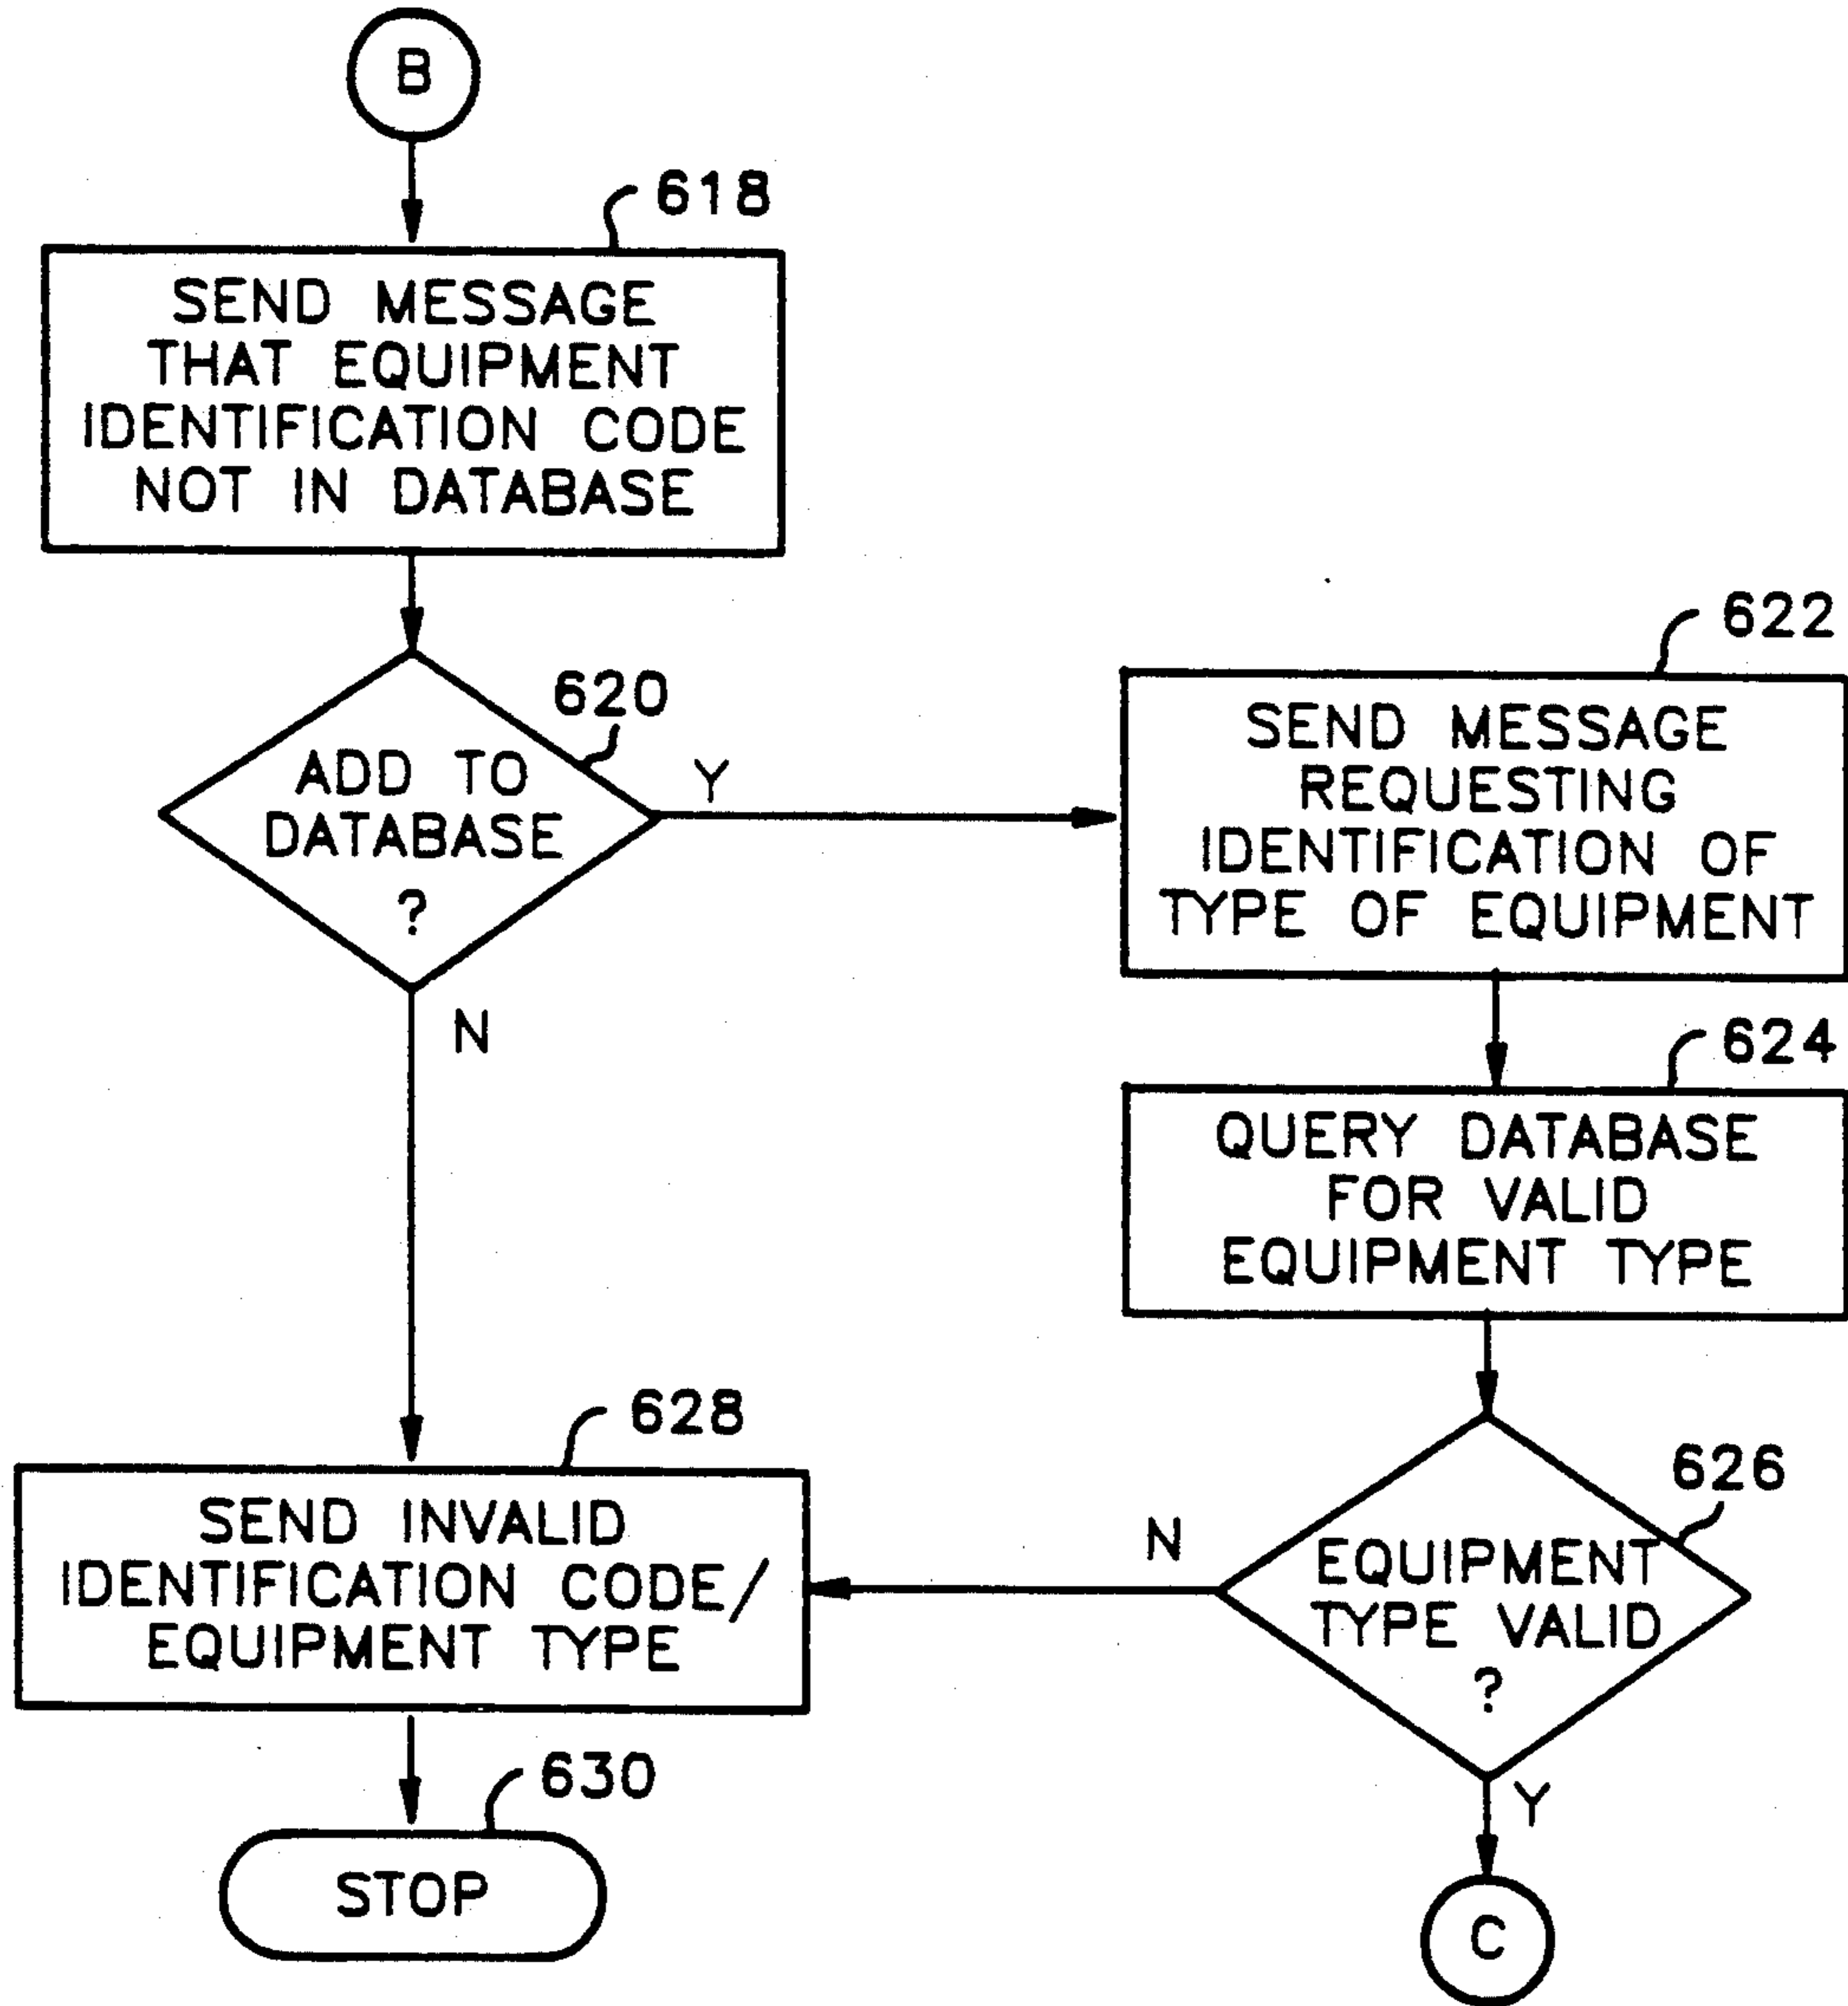 B
618
SEND MESSAGE
THAT EQUIPMENT
IDENTIFICATION CODE
NOT IN DATABASE
620
ADD TO
DATABASE
?
Y
N
622
SEND MESSAGE
REQUESTING
IDENTIFICATION OF
TYPE OF EQUIPMENT
624
QUERY DATABASE
FOR VALID
EQUIPMENT TYPE
626
EQUIPMENT
TYPE VALID
?
N
Y
628
SEND INVALID
IDENTIFICATION CODE/
EQUIPMENT TYPE
630
STOP
C